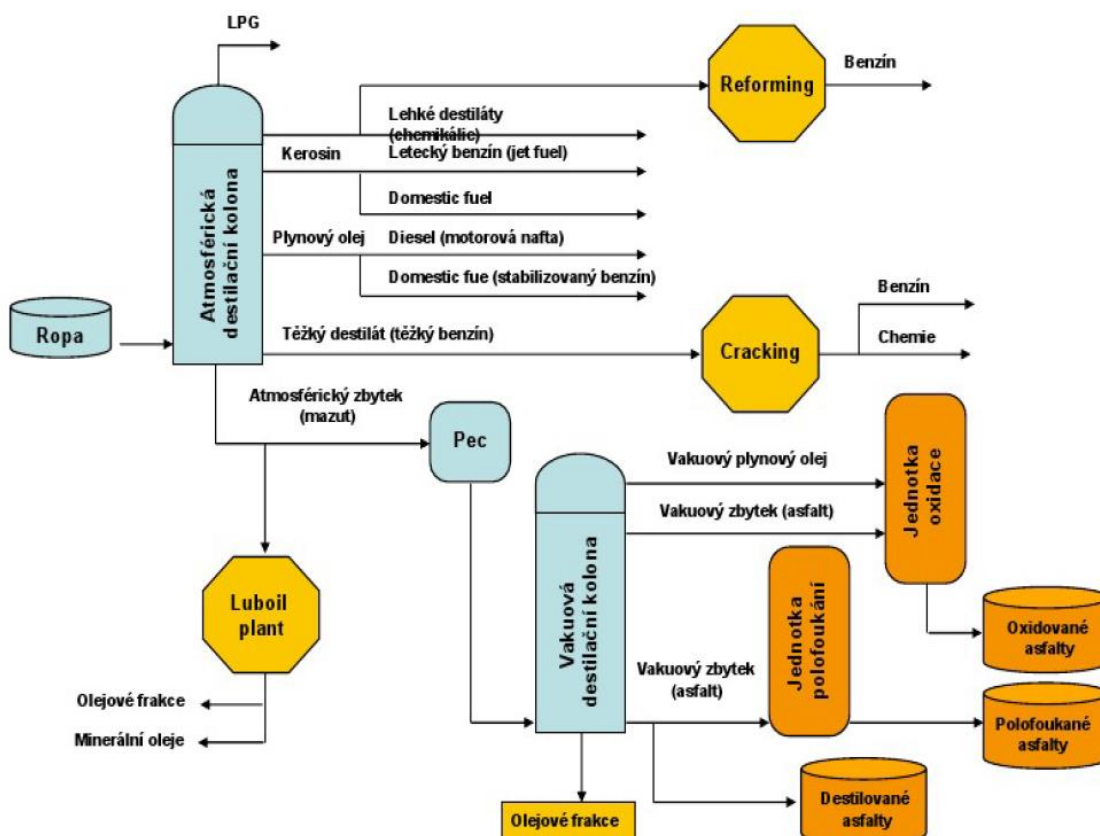 LPG
Reforming
Benzín
Lehké destiláty
(chemikálie)
Kerosin
Letecký benzín (jet fuel)
Domestic fuel
Plynový olej
Diesel (motorová nafta)
Domestic fue (stabilizovaný benzín)
Atmosférická
destilační kolona
Ropa
Těžký destilát (těžký benzín)
Cracking
Benzín
Chemie
Atmosférický zbytek
(mazut)
Pec
Vakuový plynový olej
Vakuový zbytek (asfalt)
Jednotka
oxidace
Luboil
plant
Vakuová
destilační kolona
Vakuový zbytek
(asfalt)
Jednotka
polofoukání
Oxidované
asfalty
Olejové frakce
Minerální oleje
Polofoukané
asfalty
Olejové frakce
Destilované
asfalty